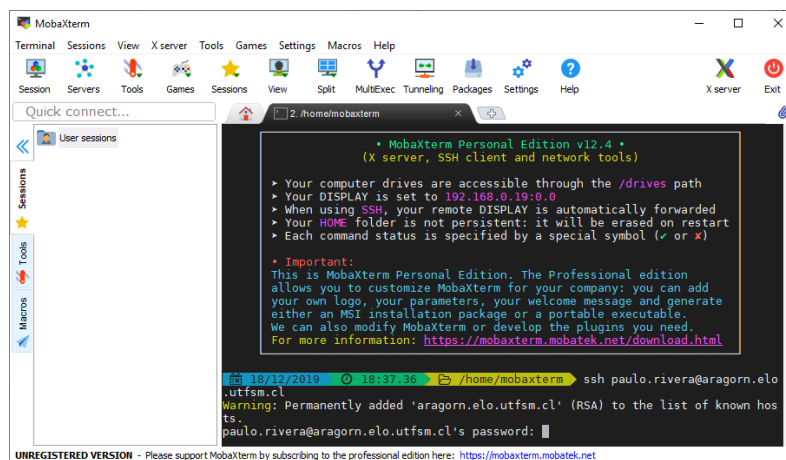 MobaXterm
Terminal Sessions View X server Tools Games Settings Macros Help
Session Servers Tools Games Sessions View Split MultiExec Tunneling Packages Settings Help X server Exit
Quick connect...
2. /home/mobaxterm
User sessions
Sessions
Tools
Macros
• MobaXterm Personal Edition v12.4 •
(X server, SSH client and network tools)
➤ Your computer drives are accessible through the /drives path
➤ Your DISPLAY is set to 192.168.0.19:0.0
➤ When using SSH, your remote DISPLAY is automatically forwarded
➤ Your HOME folder is not persistent: it will be erased on restart
➤ Each command status is specified by a special symbol (✔ or ✘)
• Important:
This is MobaXterm Personal Edition. The Professional edition
allows you to customize MobaXterm for your company: you can add
your own logo, your parameters, your welcome message and generate
either an MSI installation package or a portable executable.
We can also modify MobaXterm or develop the plugins you need.
For more information: https://mobaxterm.mobatek.net/download.html
18/12/2019 18:37.36 /home/mobaxterm ssh paulo.rivera@aragorn.elo
.utfsm.cl
Warning: Permanently added 'aragorn.elo.utfsm.cl' (RSA) to the list of known hos
ts.
paulo.rivera@aragorn.elo.utfsm.cl's password:
UNREGISTERED VERSION - Please support MobaXterm by subscribing to the professional edition here: https://mobaxterm.mobatek.net